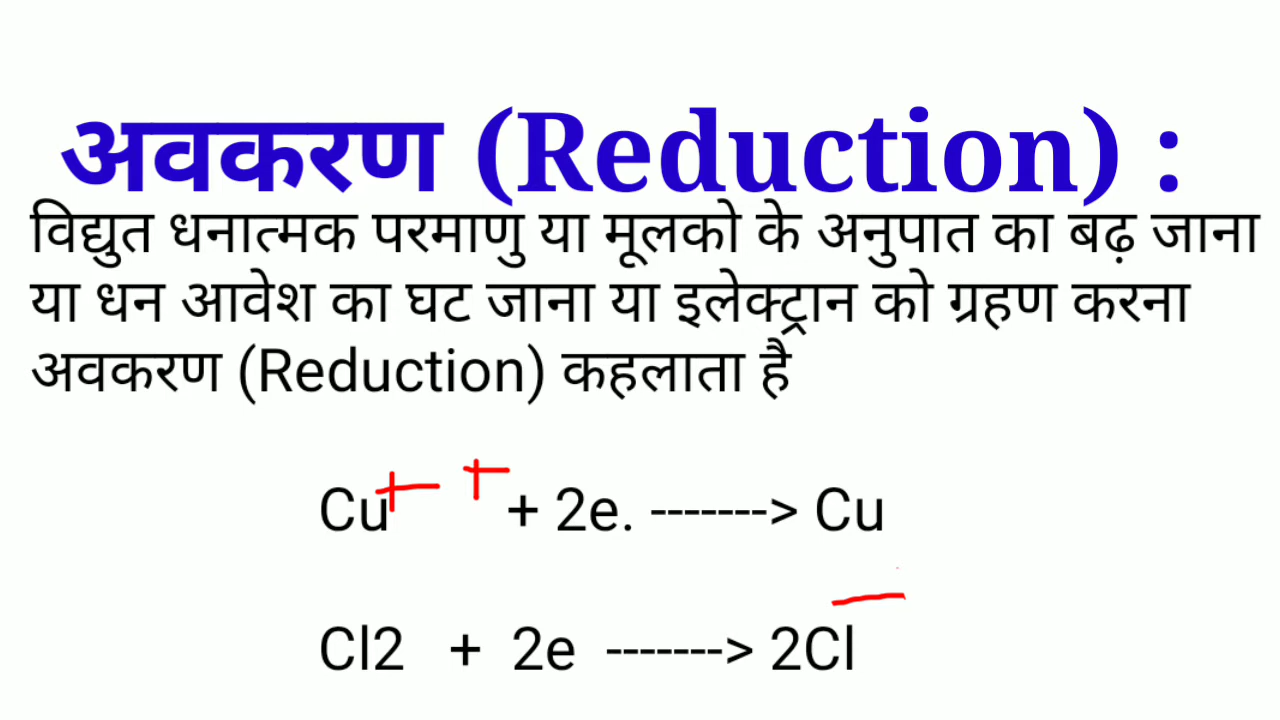 अवकरण (Reduction) :
विद्युत धनात्मक परमाणु या मूलको के अनुपात का बढ़ जाना
या धन आवेश का घट जाना या इलेक्ट्रान को ग्रहण करना
अवकरण (Reduction) कहलाता है
Cu+ + + 2e. -------> Cu
Cl2 + 2e -------> 2Cl−